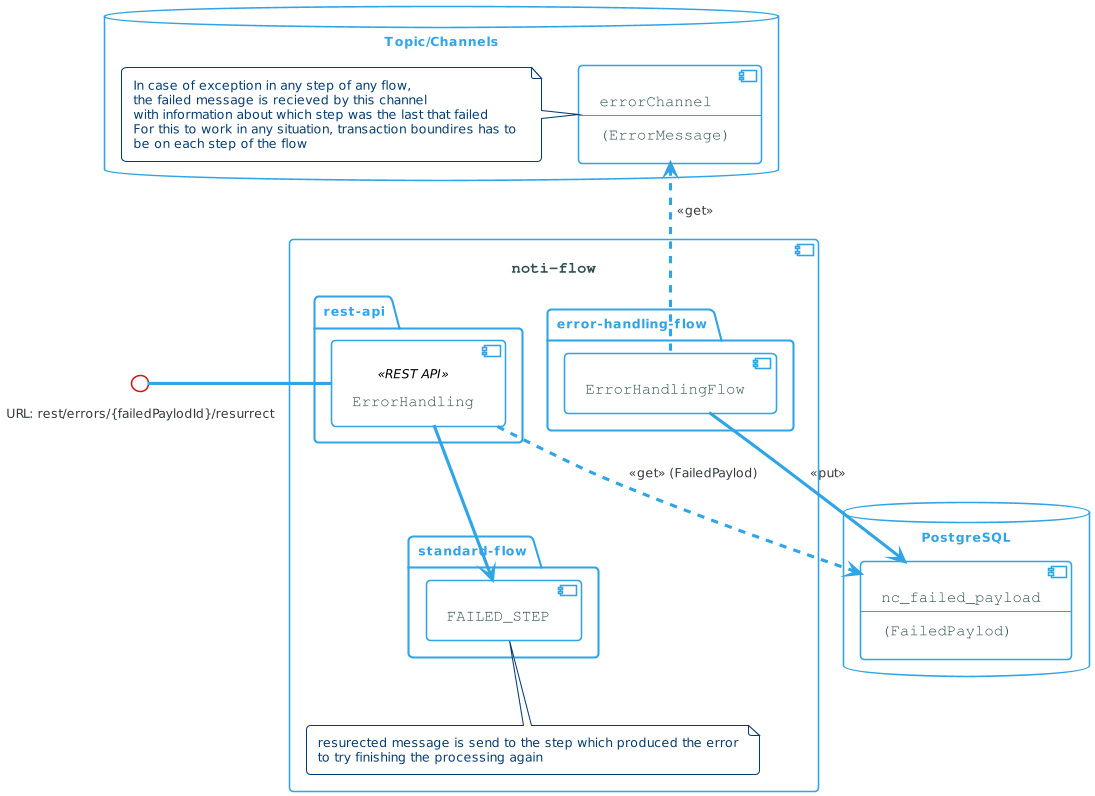 Topic/Channels
In case of exception in any step of any flow,
the failed message is recieved by this channel
with information about which step was the last that failed
For this to work in any situation, transaction boundires has to
be on each step of the flow
errorChannel
(ErrorMessage)
«get»
noti-flow
rest-api
«REST API»
ErrorHandling
error-handling-flow
ErrorHandlingFlow
URL: rest/errors/{failedPaylodId}/resurrect
«get» (FailedPaylod)
«put»
PostgreSQL
nc_failed_payload
(FailedPaylod)
standard-flow
FAILED_STEP
resurected message is send to the step which produced the error
to try finishing the processing again